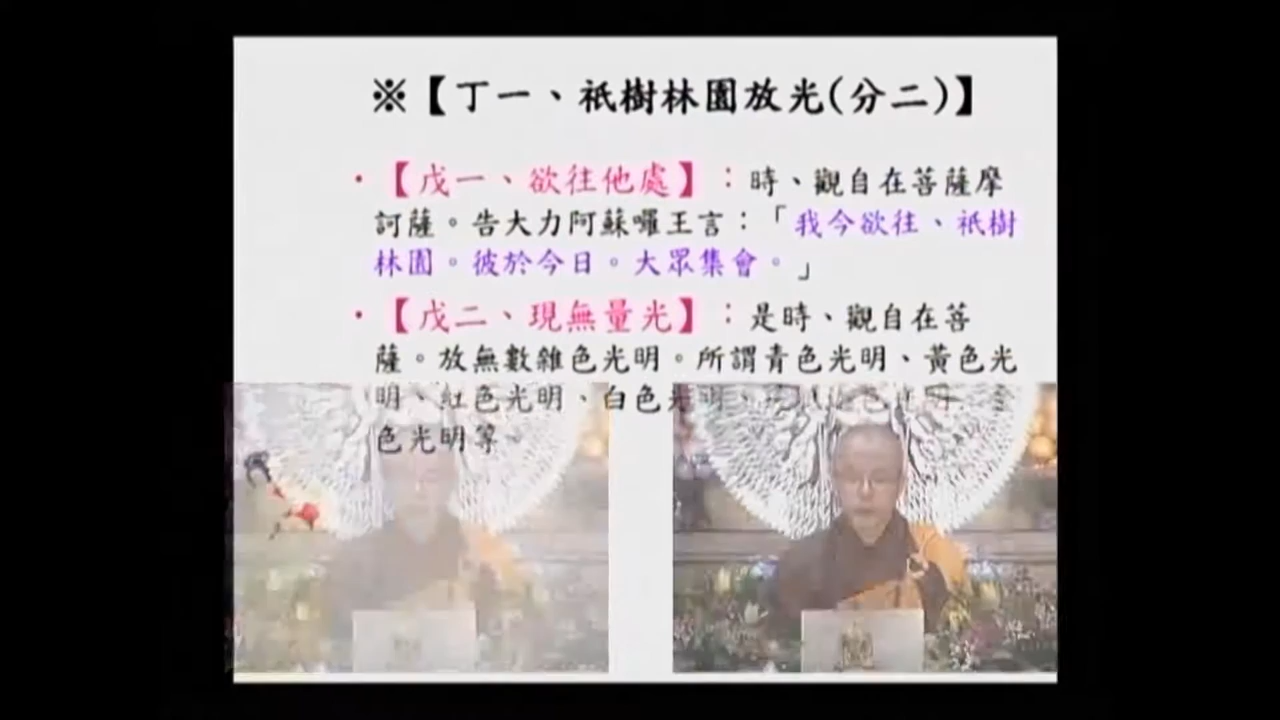 ※【丁一、祇樹林園放光(分二)】
・【戊一、欲往他處】：時、觀自在菩薩摩
訶薩。告大力阿蘇囉王言：「我今欲往、祇樹
林園。彼於今日。大眾集會。」
・【戊二、現無量光】：是時、觀自在菩
薩。放無數雜色光明。所謂青色光明、黃色光
明、紅色光明、白色光明、
色光明等。